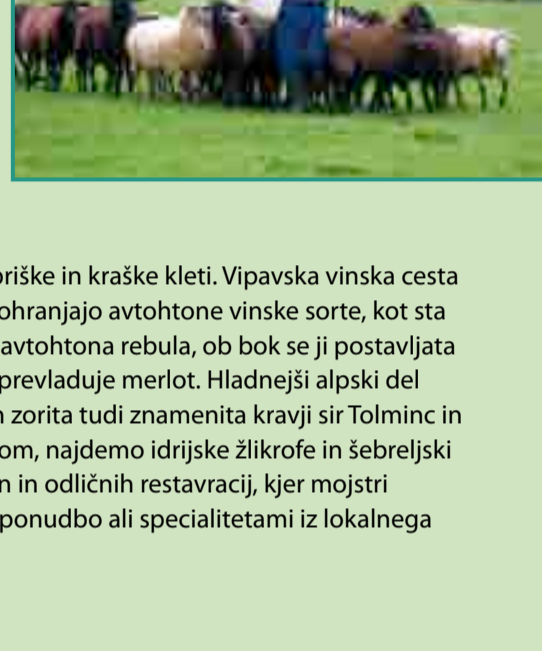 oriške in kraške kleti. Vipavska vinska cesta
ohranjajo avtohtone vinske sorte, kot sta
avtohtona rebula, ob bok se ji postavljata
prevladuje merlot. Hladnejši alpski del
n zorita tudi znamenita kravji sir Tolminc in
om, najdemo idrijske žlikrofe in šebreljski
n in odličnih restavracij, kjer mojstri
ponudbo ali specialitetami iz lokalnega